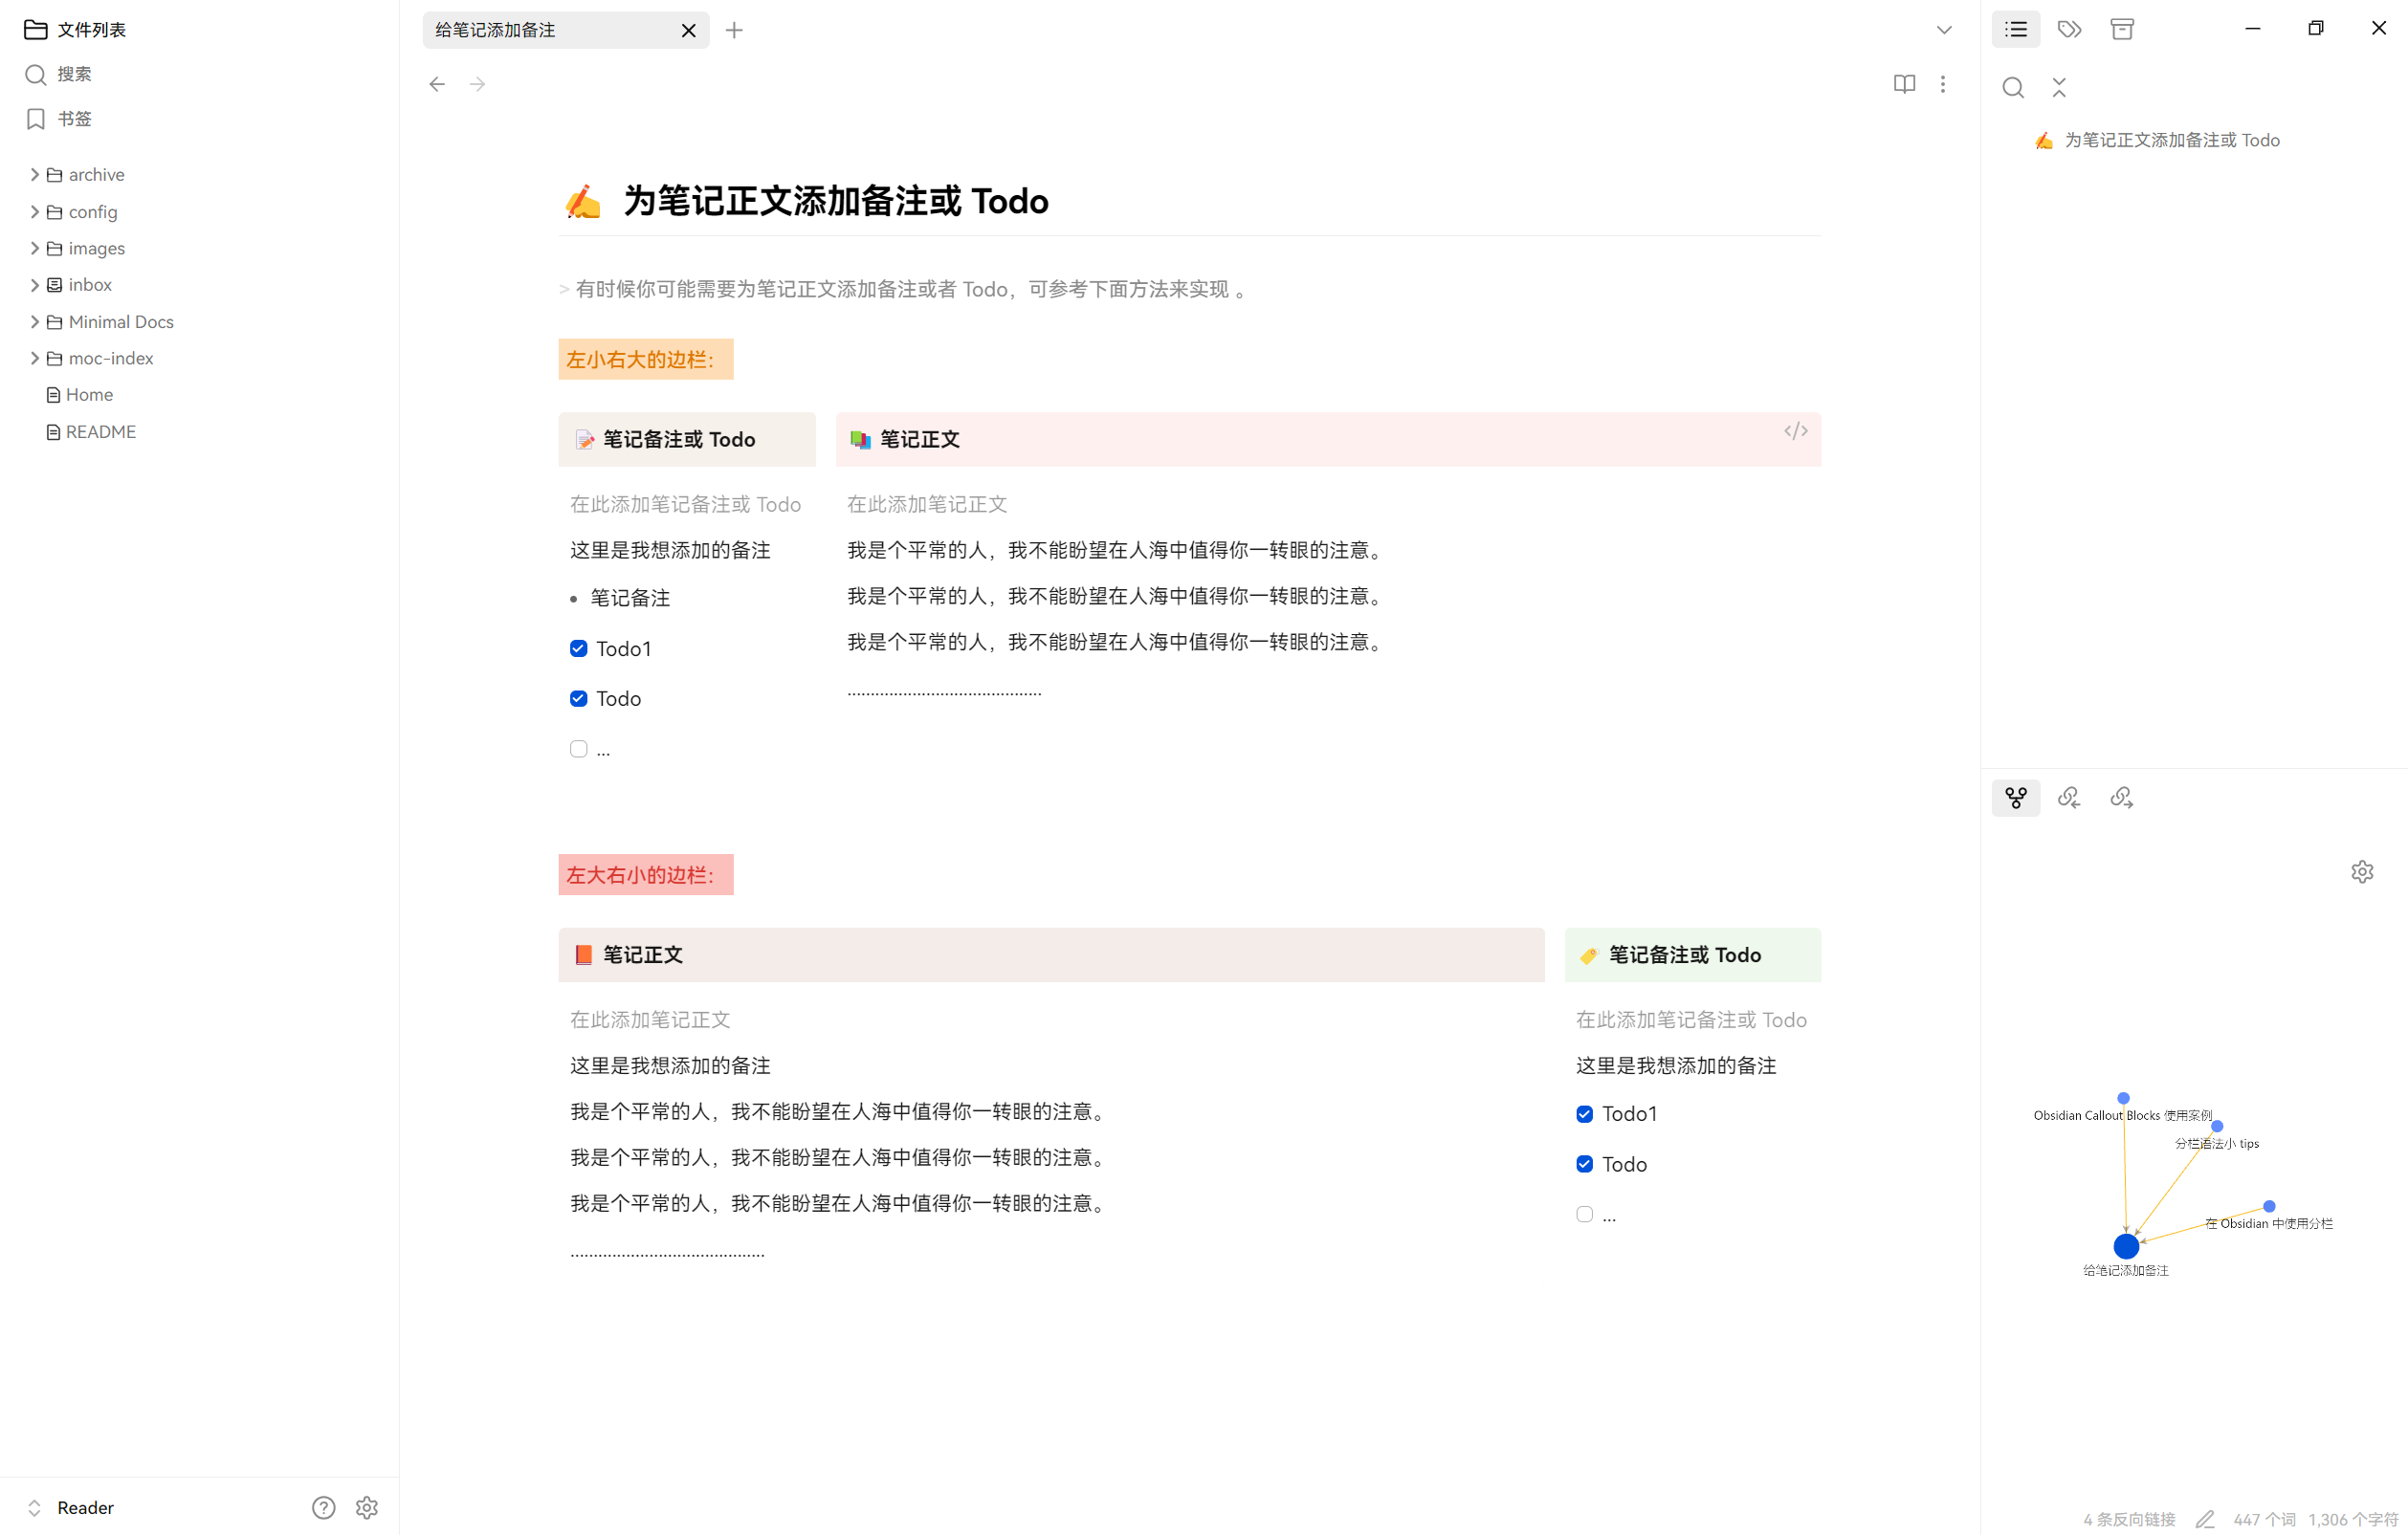 文件列表
搜索
书签
archive
config
images
inbox
Minimal Docs
moc-index
Home
README
Reader
给笔记添加备注
✍️ 为笔记正文添加备注或 Todo
> 有时候你可能需要为笔记正文添加备注或者 Todo，可参考下面方法来实现 。
左小右大的边栏：
📝 笔记备注或 Todo
在此添加笔记备注或 Todo
这里是我想添加的备注
• 笔记备注
Todo1
Todo
...
📚 笔记正文
</>
在此添加笔记正文
我是个平常的人，我不能盼望在人海中值得你一转眼的注意。
我是个平常的人，我不能盼望在人海中值得你一转眼的注意。
我是个平常的人，我不能盼望在人海中值得你一转眼的注意。
..........................................
左大右小的边栏：
📕 笔记正文
在此添加笔记正文
这里是我想添加的备注
我是个平常的人，我不能盼望在人海中值得你一转眼的注意。
我是个平常的人，我不能盼望在人海中值得你一转眼的注意。
我是个平常的人，我不能盼望在人海中值得你一转眼的注意。
..........................................
🏷️ 笔记备注或 Todo
在此添加笔记备注或 Todo
这里是我想添加的备注
Todo1
Todo
...
✍️ 为笔记正文添加备注或 Todo
Obsidian Callout Blocks 使用案例
分栏语法小 tips
在 Obsidian 中使用分栏
给笔记添加备注
4 条反向链接 447 个词 1,306 个字符